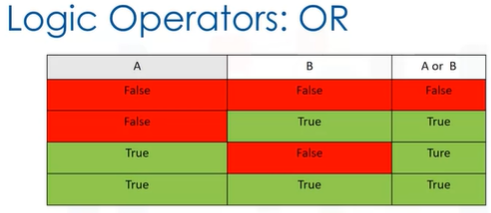 Logic Operators: OR
A B A or B
False False False
False True True
True False Ture
True True True